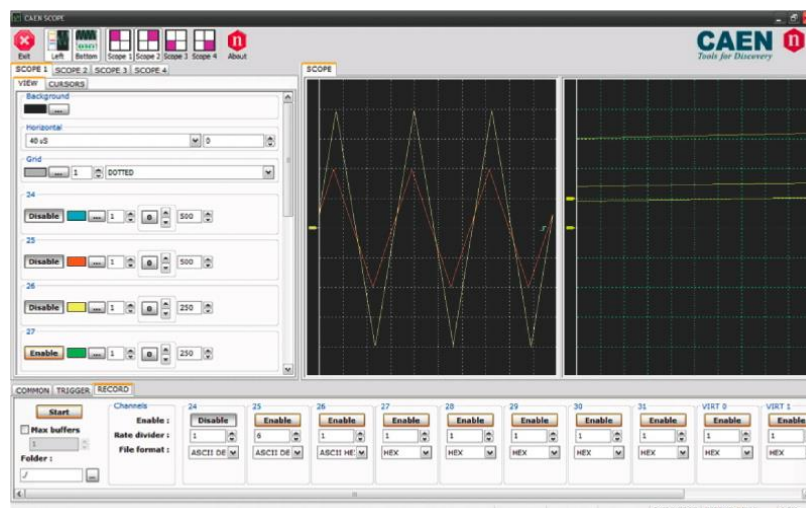 CAEN SCOPE
Exit Left Bottom Scope 1 Scope 2 Scope 3 Scope 4 About
CAEN n
Tools for Discovery
SCOPE 1 SCOPE 2 SCOPE 3 SCOPE 4
SCOPE
VIEW CURSORS
Background
...
Horizontal
40 uS 0
Grid
... 1 DOTTED
24
Disable ... 1 0 500
25
Disable ... 1 0 500
26
Disable ... 1 0 250
27
Enable ... 1 0 250
COMMON TRIGGER RECORD
Start
Max buffers
1
Folder :
./ ...
Channels 24 25 26 27 28 29 30 31 VIRT 0 VIRT 1
Enable : Disable Enable Enable Enable Enable Enable Enable Enable Enable Enable
Rate divider : 1 6 1 1 1 1 1 1 1 1
File format : ASCII DE ASCII DE ASCII HE HEX HEX HEX HEX HEX HEX HEX